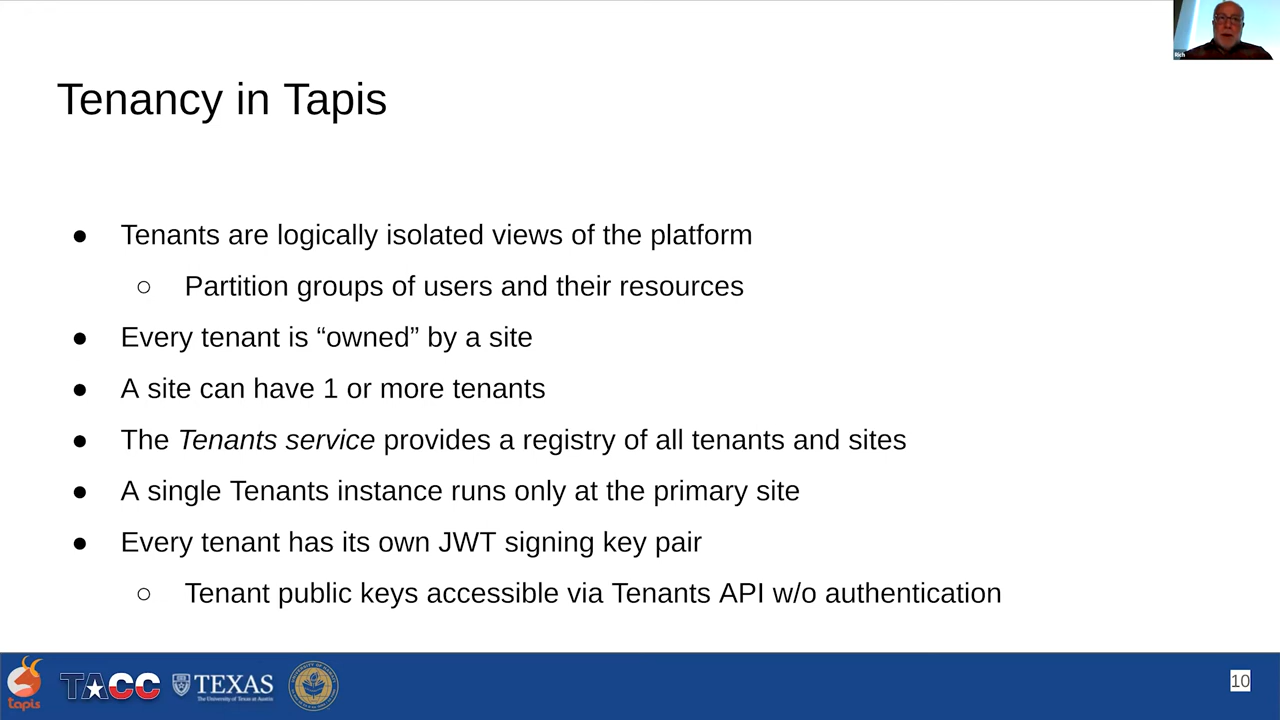 Rich
Tenancy in Tapis
● Tenants are logically isolated views of the platform
○ Partition groups of users and their resources
● Every tenant is “owned” by a site
● A site can have 1 or more tenants
● The Tenants service provides a registry of all tenants and sites
● A single Tenants instance runs only at the primary site
● Every tenant has its own JWT signing key pair
○ Tenant public keys accessible via Tenants API w/o authentication
tapis
TACC
TEXAS
The University of Texas at Austin
10